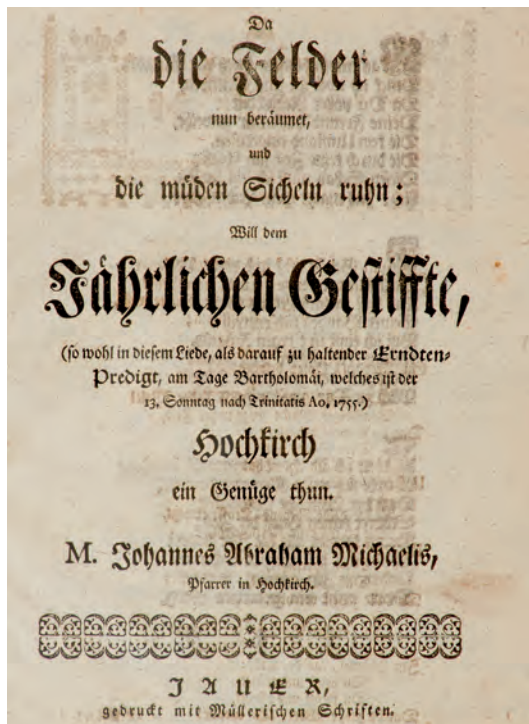 Da
die Felder
nun beräumet,
und
die müden Sicheln ruhn;
Will dem
Jährlichen Gestiffte,
(so wohl in diesem Liede, als darauf zu haltender Erndten-
Predigt, am Tage Bartholomäi, welches ist der
13. Sonntag nach Trinitatis Ao. 1755.)
Hochkirch
ein Genüge thun.
M. Johannes Abraham Michaelis,
Pfarrer in Hochkirch.
JAUER,
gedruckt mit Müllerischen Schriften.